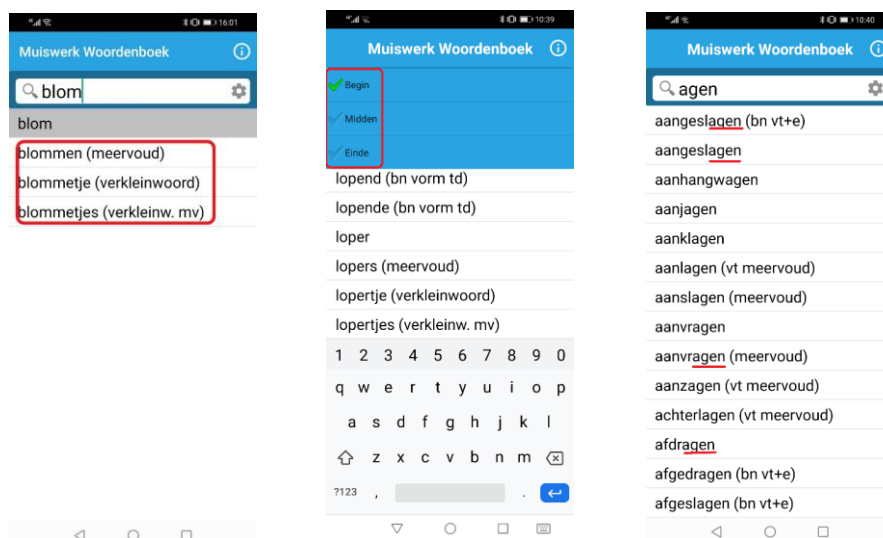 16:01
Muiswerk Woordenboek
blom
blom
blommen (meervoud)
blommetje (verkleinwoord)
blommetjes (verkleinw. mv)
10:39
Muiswerk Woordenboek
Begin
Midden
Einde
lopend (bn vorm td)
lopende (bn vorm td)
loper
lopers (meervoud)
lopertje (verkleinwoord)
lopertjes (verkleinw. mv)
1 2 3 4 5 6 7 8 9 0
q w e r t y u i o p
a s d f g h j k l
z x c v b n m
?123 , .
10:40
Muiswerk Woordenboek
agen
aangeslagen (bn vt+e)
aangeslagen
aanhangwagen
aanjagen
aanklagen
aanlagen (vt meervoud)
aanslagen (meervoud)
aanvragen
aanvragen (meervoud)
aanzagen (vt meervoud)
achterlagen (vt meervoud)
afdragen
afgedragen (bn vt+e)
afgeslagen (bn vt+e)